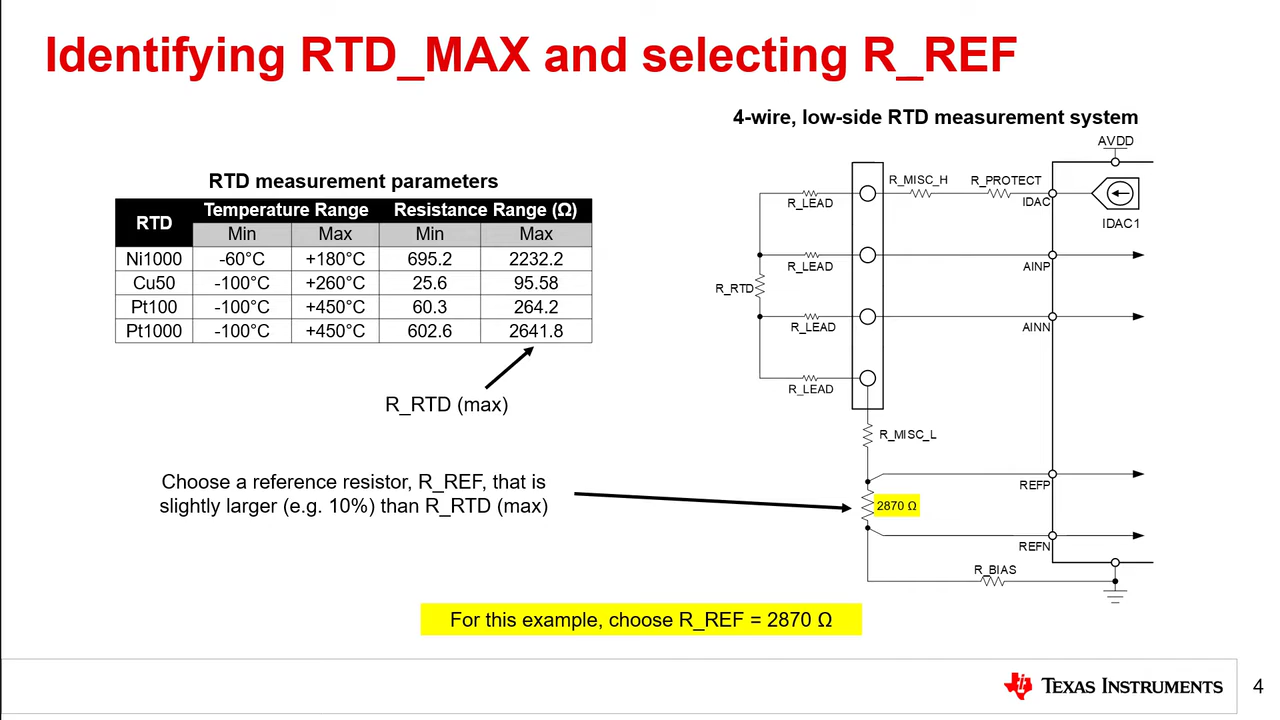 Identifying RTD_MAX and selecting R_REF
4-wire, low-side RTD measurement system
RTD measurement parameters
RTD Temperature Range Resistance Range (Ω)
Min Max Min Max
Ni1000 -60°C +180°C 695.2 2232.2
Cu50 -100°C +260°C 25.6 95.58
Pt100 -100°C +450°C 60.3 264.2
Pt1000 -100°C +450°C 602.6 2641.8
R_RTD (max)
Choose a reference resistor, R_REF, that is
slightly larger (e.g. 10%) than R_RTD (max)
AVDD
R_MISC_H
R_PROTECT
R_LEAD
IDAC
IDAC1
R_LEAD
AINP
R_RTD
R_LEAD
AINN
R_LEAD
R_MISC_L
REFP
2870 Ω
REFN
R_BIAS
For this example, choose R_REF = 2870 Ω
TEXAS INSTRUMENTS
4